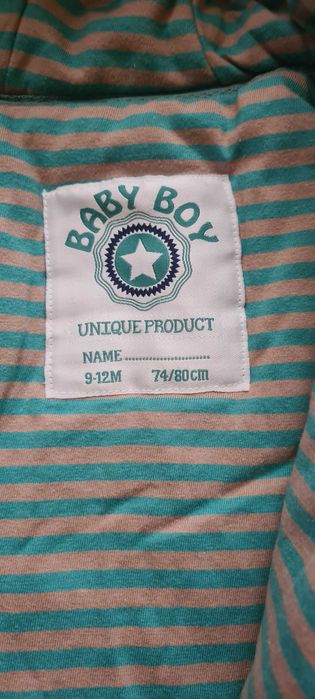 BABY BOY
UNIQUE PRODUCT
NAME..........................
9-12M 74/80cm